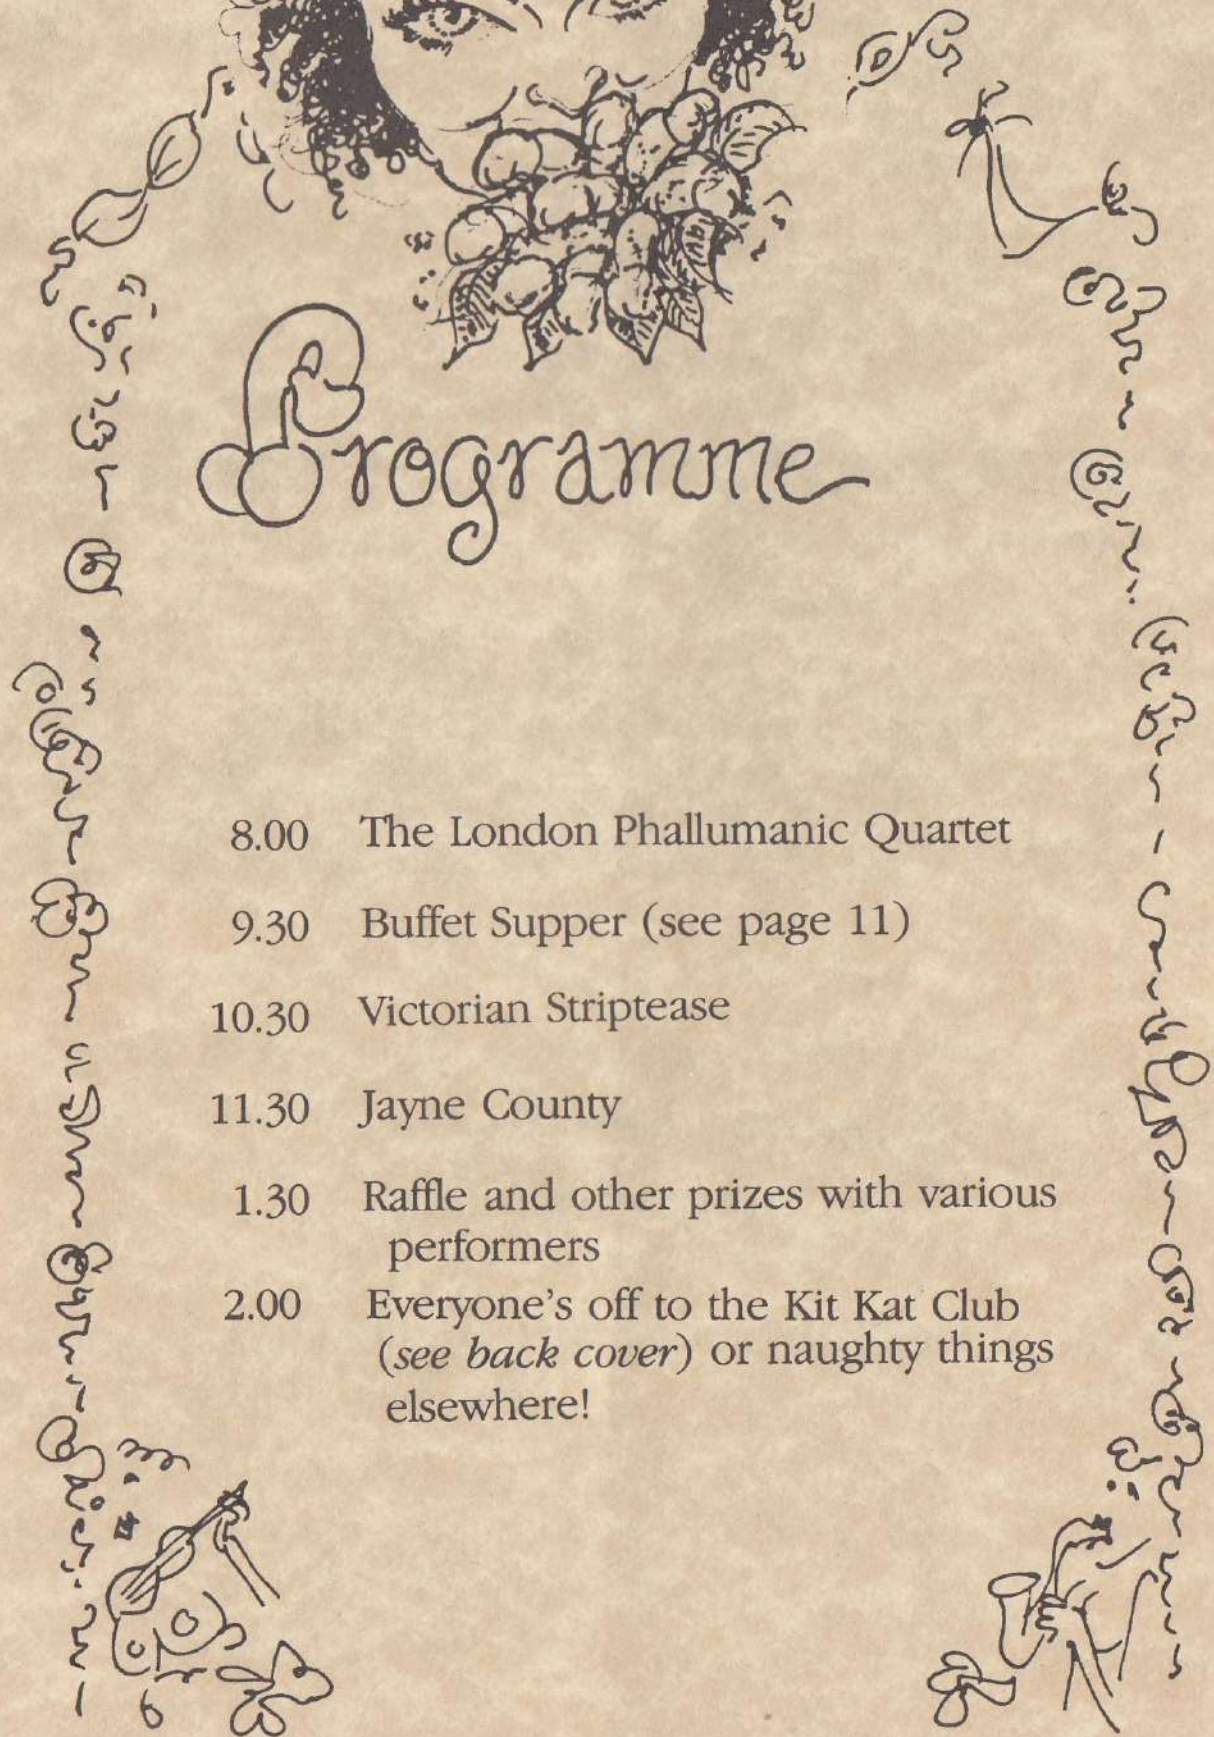 Programme
8.00 The London Phallumanic Quartet
9.30 Buffet Supper (see page 11)
10.30 Victorian Striptease
11.30 Jayne County
1.30 Raffle and other prizes with various
performers
2.00 Everyone's off to the Kit Kat Club
(see back cover) or naughty things
elsewhere!